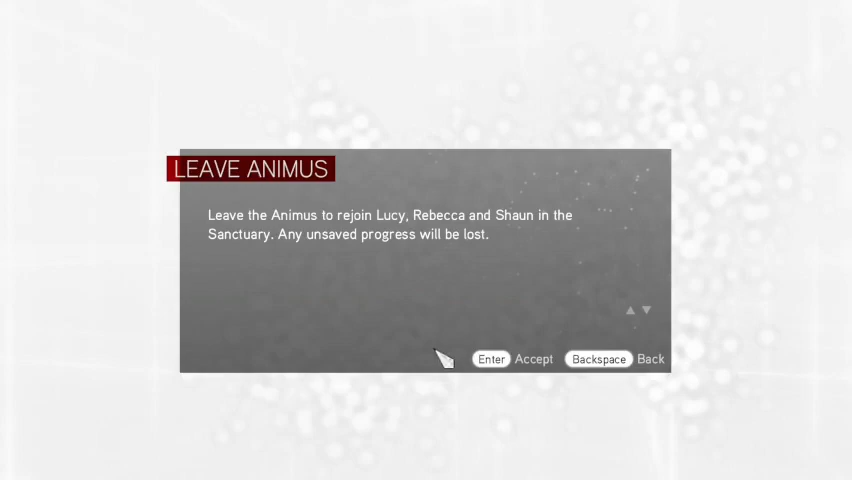 LEAVE ANIMUS
Leave the Animus to rejoin Lucy, Rebecca and Shaun in the
Sanctuary. Any unsaved progress will be lost.
Enter Accept Backspace Back